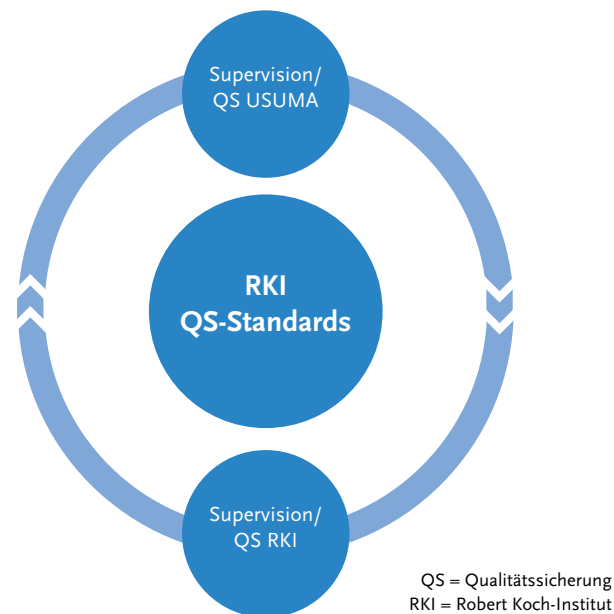 Supervision/
QS USUMA
RKI
QS-Standards
Supervision/
QS RKI
QS = Qualitätssicherung
RKI = Robert Koch-Institut